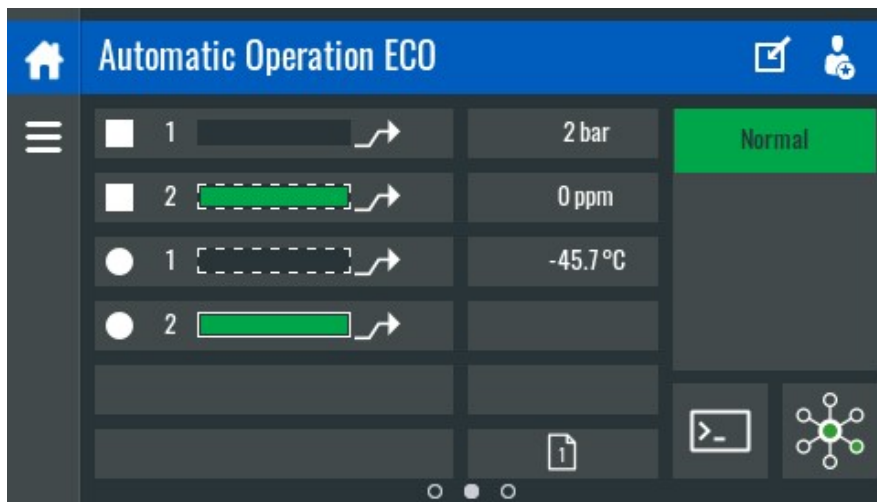 Automatic Operation ECO
1 2 bar Normal
2 0 ppm
1 -45.7°C
2
>_
1